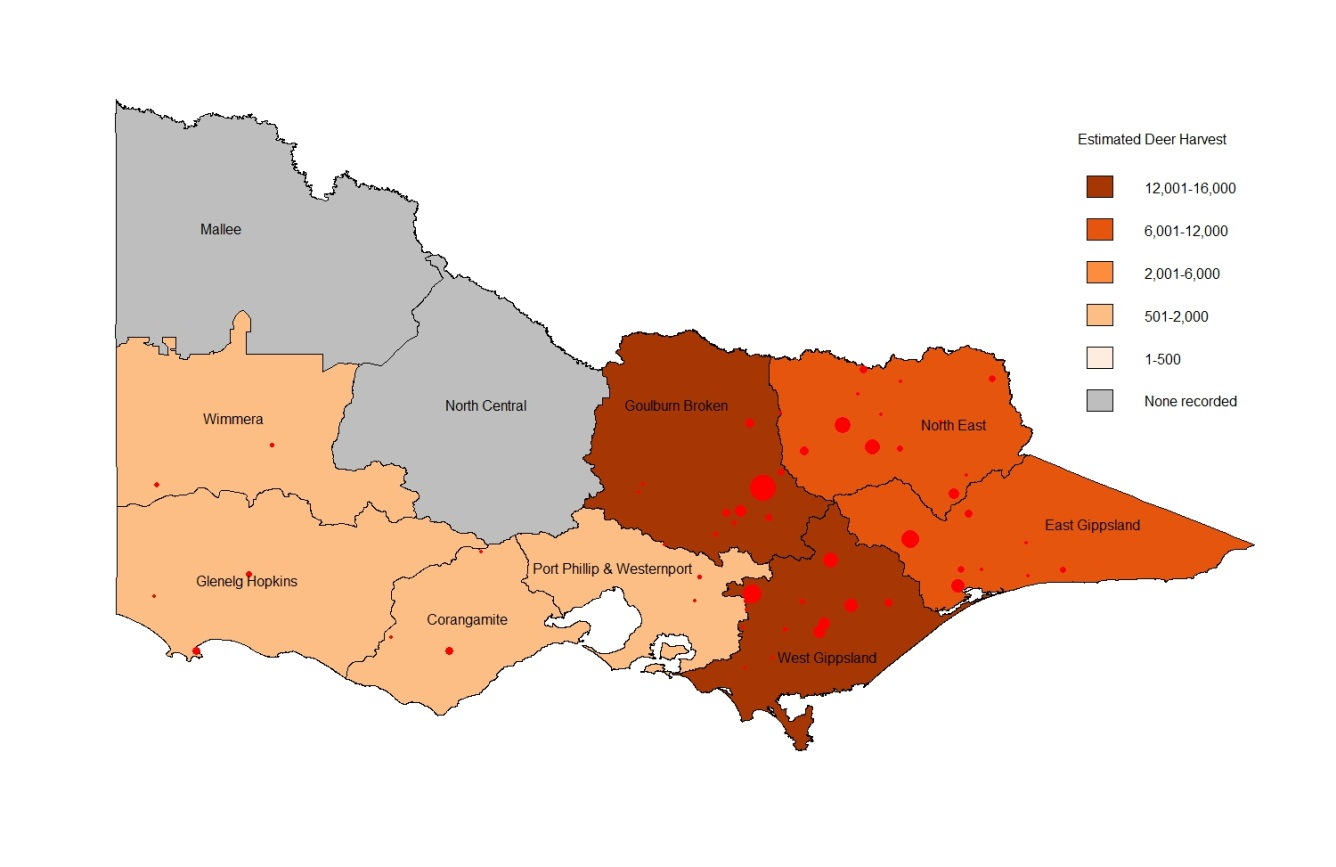 Estimated Deer Harvest
12,001-16,000
6,001-12,000
2,001-6,000
501-2,000
1-500
None recorded
Mallee
Wimmera
North Central
Goulburn Broken
North East
East Gippsland
Glenelg Hopkins
Corangamite
Port Phillip & Westernport
West Gippsland